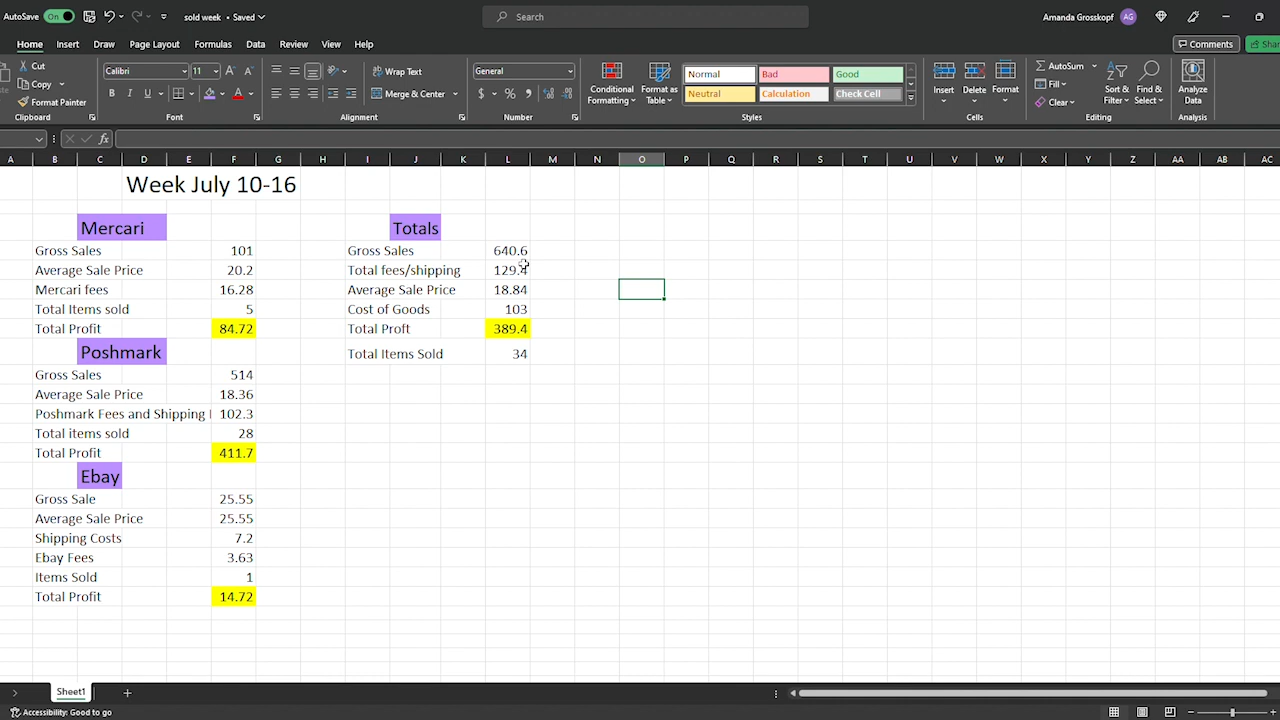 AutoSave On sold week • Saved Search Amanda Grosskopf AG
Home Insert Draw Page Layout Formulas Data Review View Help Comments Shar
Cut
Copy
Format Painter
Clipboard
Calibri 11
B I U A
Font
Wrap Text
Merge & Center
Alignment
General
$ % ,
Number
Conditional Formatting
Format as Table
Normal Bad Good
Neutral Calculation Check Cell
Styles
Insert Delete Format
Cells
AutoSum
Fill
Clear
Sort & Filter
Find & Select
Editing
Analyze Data
Analysis
fx
A B C D E F G H I J K L M N O P Q R S T U V W X Y Z AA AB AC
Week July 10-16
Mercari
Gross Sales 101
Average Sale Price 20.2
Mercari fees 16.28
Total Items sold 5
Total Profit 84.72
Poshmark
Gross Sales 514
Average Sale Price 18.36
Poshmark Fees and Shipping 102.3
Total items sold 28
Total Profit 411.7
Ebay
Gross Sale 25.55
Average Sale Price 25.55
Shipping Costs 7.2
Ebay Fees 3.63
Items Sold 1
Total Profit 14.72
Totals
Gross Sales 640.6
Total fees/shipping 129.4
Average Sale Price 18.84
Cost of Goods 103
Total Proft 389.4
Total Items Sold 34
Sheet1
Accessibility: Good to go